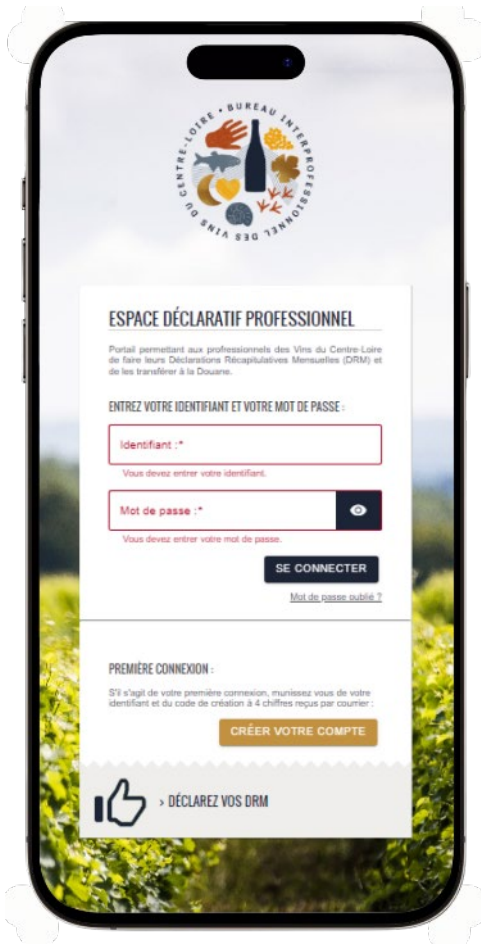 BUREAU INTERPROFESSIONNEL DES VINS DU CENTRE-LOIRE
ESPACE DÉCLARATIF PROFESSIONNEL
Portail permettant aux professionnels des Vins du Centre-Loire
de faire leurs Déclarations Récapitulatives Mensuelles (DRM) et
de les transférer à la Douane.
ENTREZ VOTRE IDENTIFIANT ET VOTRE MOT DE PASSE :
Identifiant :*
Vous devez entrer votre identifiant.
Mot de passe :*
Vous devez entrer votre mot de passe.
SE CONNECTER
Mot de passe oublié ?
PREMIÈRE CONNEXION :
S'il s'agit de votre première connexion, munissez vous de votre
identifiant et du code de création à 4 chiffres reçus par courrier :
CRÉER VOTRE COMPTE
> DÉCLAREZ VOS DRM